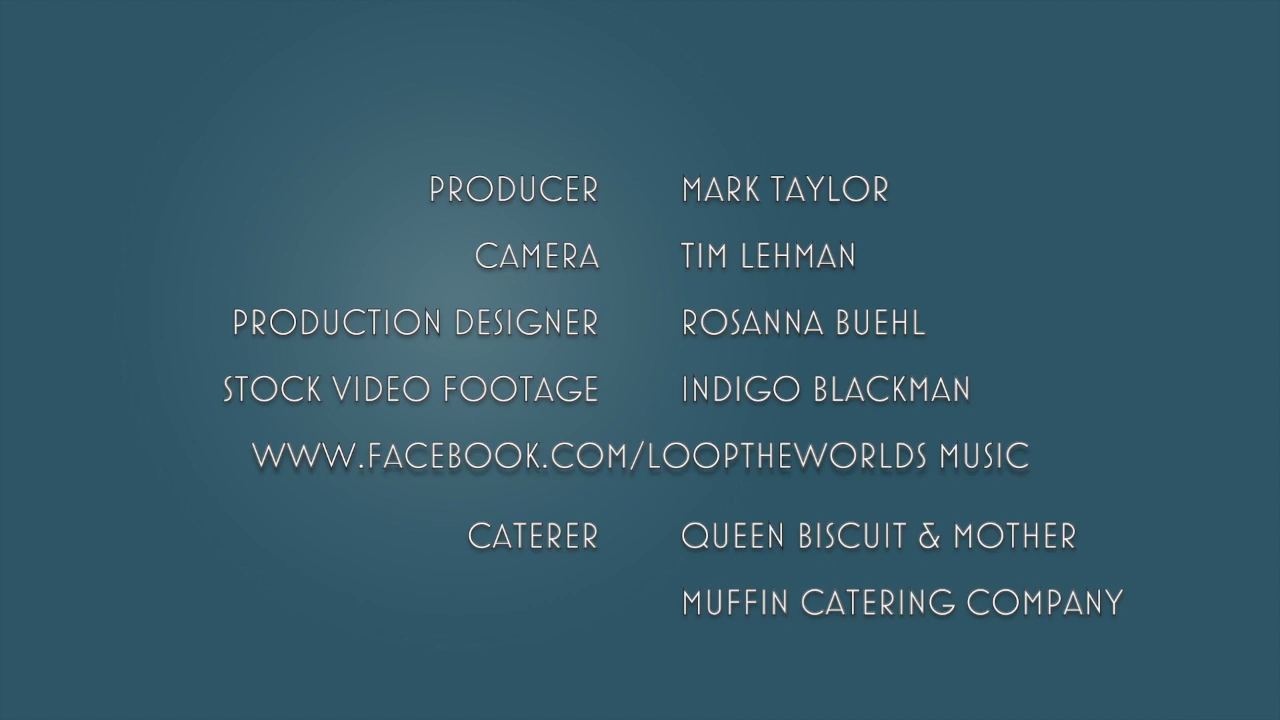 PRODUCER MARK TAYLOR
CAMERA TIM LEHMAN
PRODUCTION DESIGNER ROSANNA BUEHL
STOCK VIDEO FOOTAGE INDIGO BLACKMAN
WWW.FACEBOOK.COM/LOOPTHEWORLDS MUSIC
CATERER QUEEN BISCUIT & MOTHER
MUFFIN CATERING COMPANY